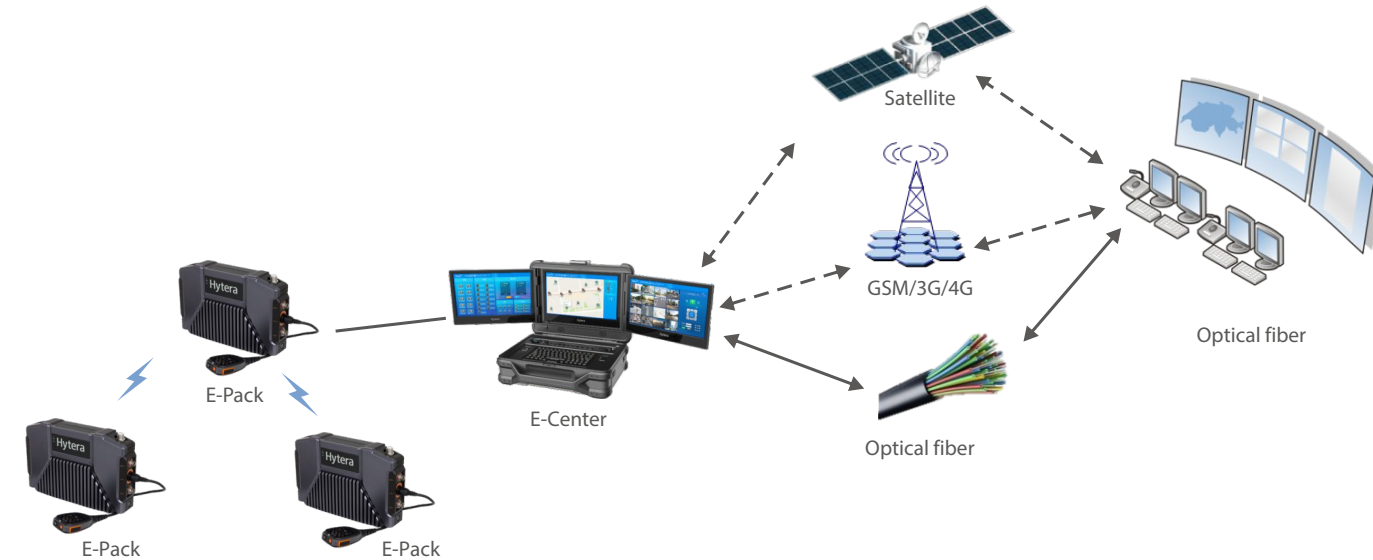 Satellite
Hytera
GSM/3G/4G
Optical fiber
E-Pack
E-Center
Optical fiber
Hytera
Hytera
E-Pack
E-Pack